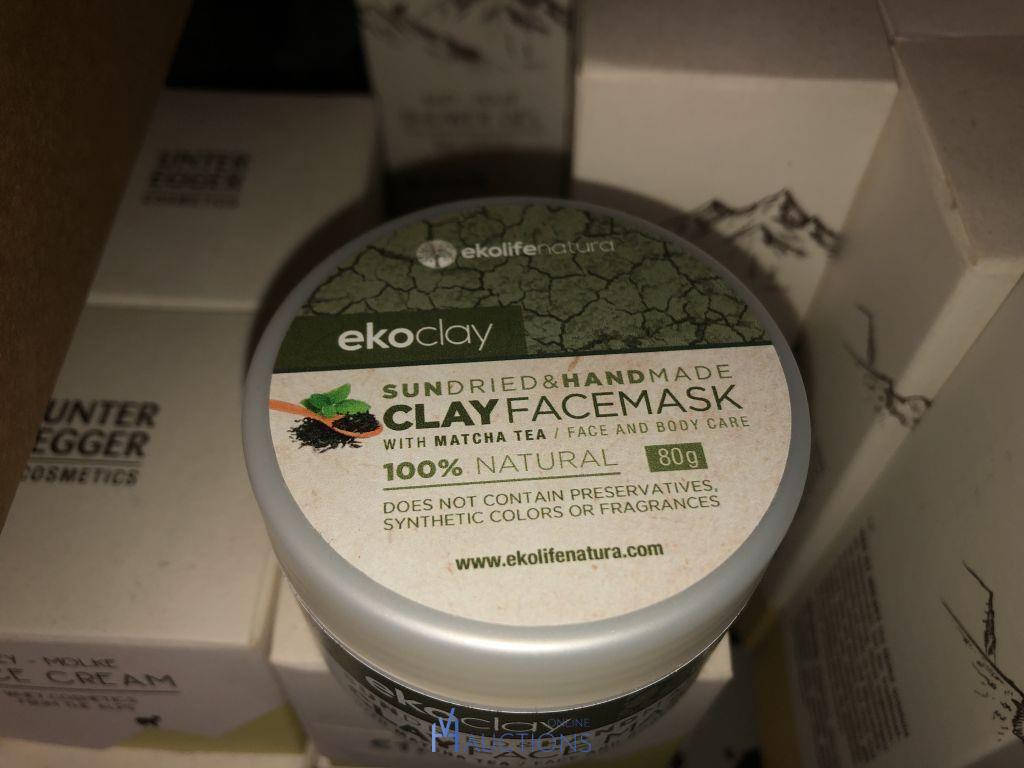 UNTER
EGGER
COSMETICS
ekolifenatura
ekoclay
SUNDRIED&HANDMADE
CLAYFACEMASK
WITH MATCHA TEA / FACE AND BODY CARE
100% NATURAL 80g
DOES NOT CONTAIN PRESERVATIVES,
SYNTHETIC COLORS OR FRAGRANCES
www.ekolifenatura.com
UNTER
EGGER
COSMETICS
MOLKE
CREAM
ekoclay
ONLINE
AUCTIONS